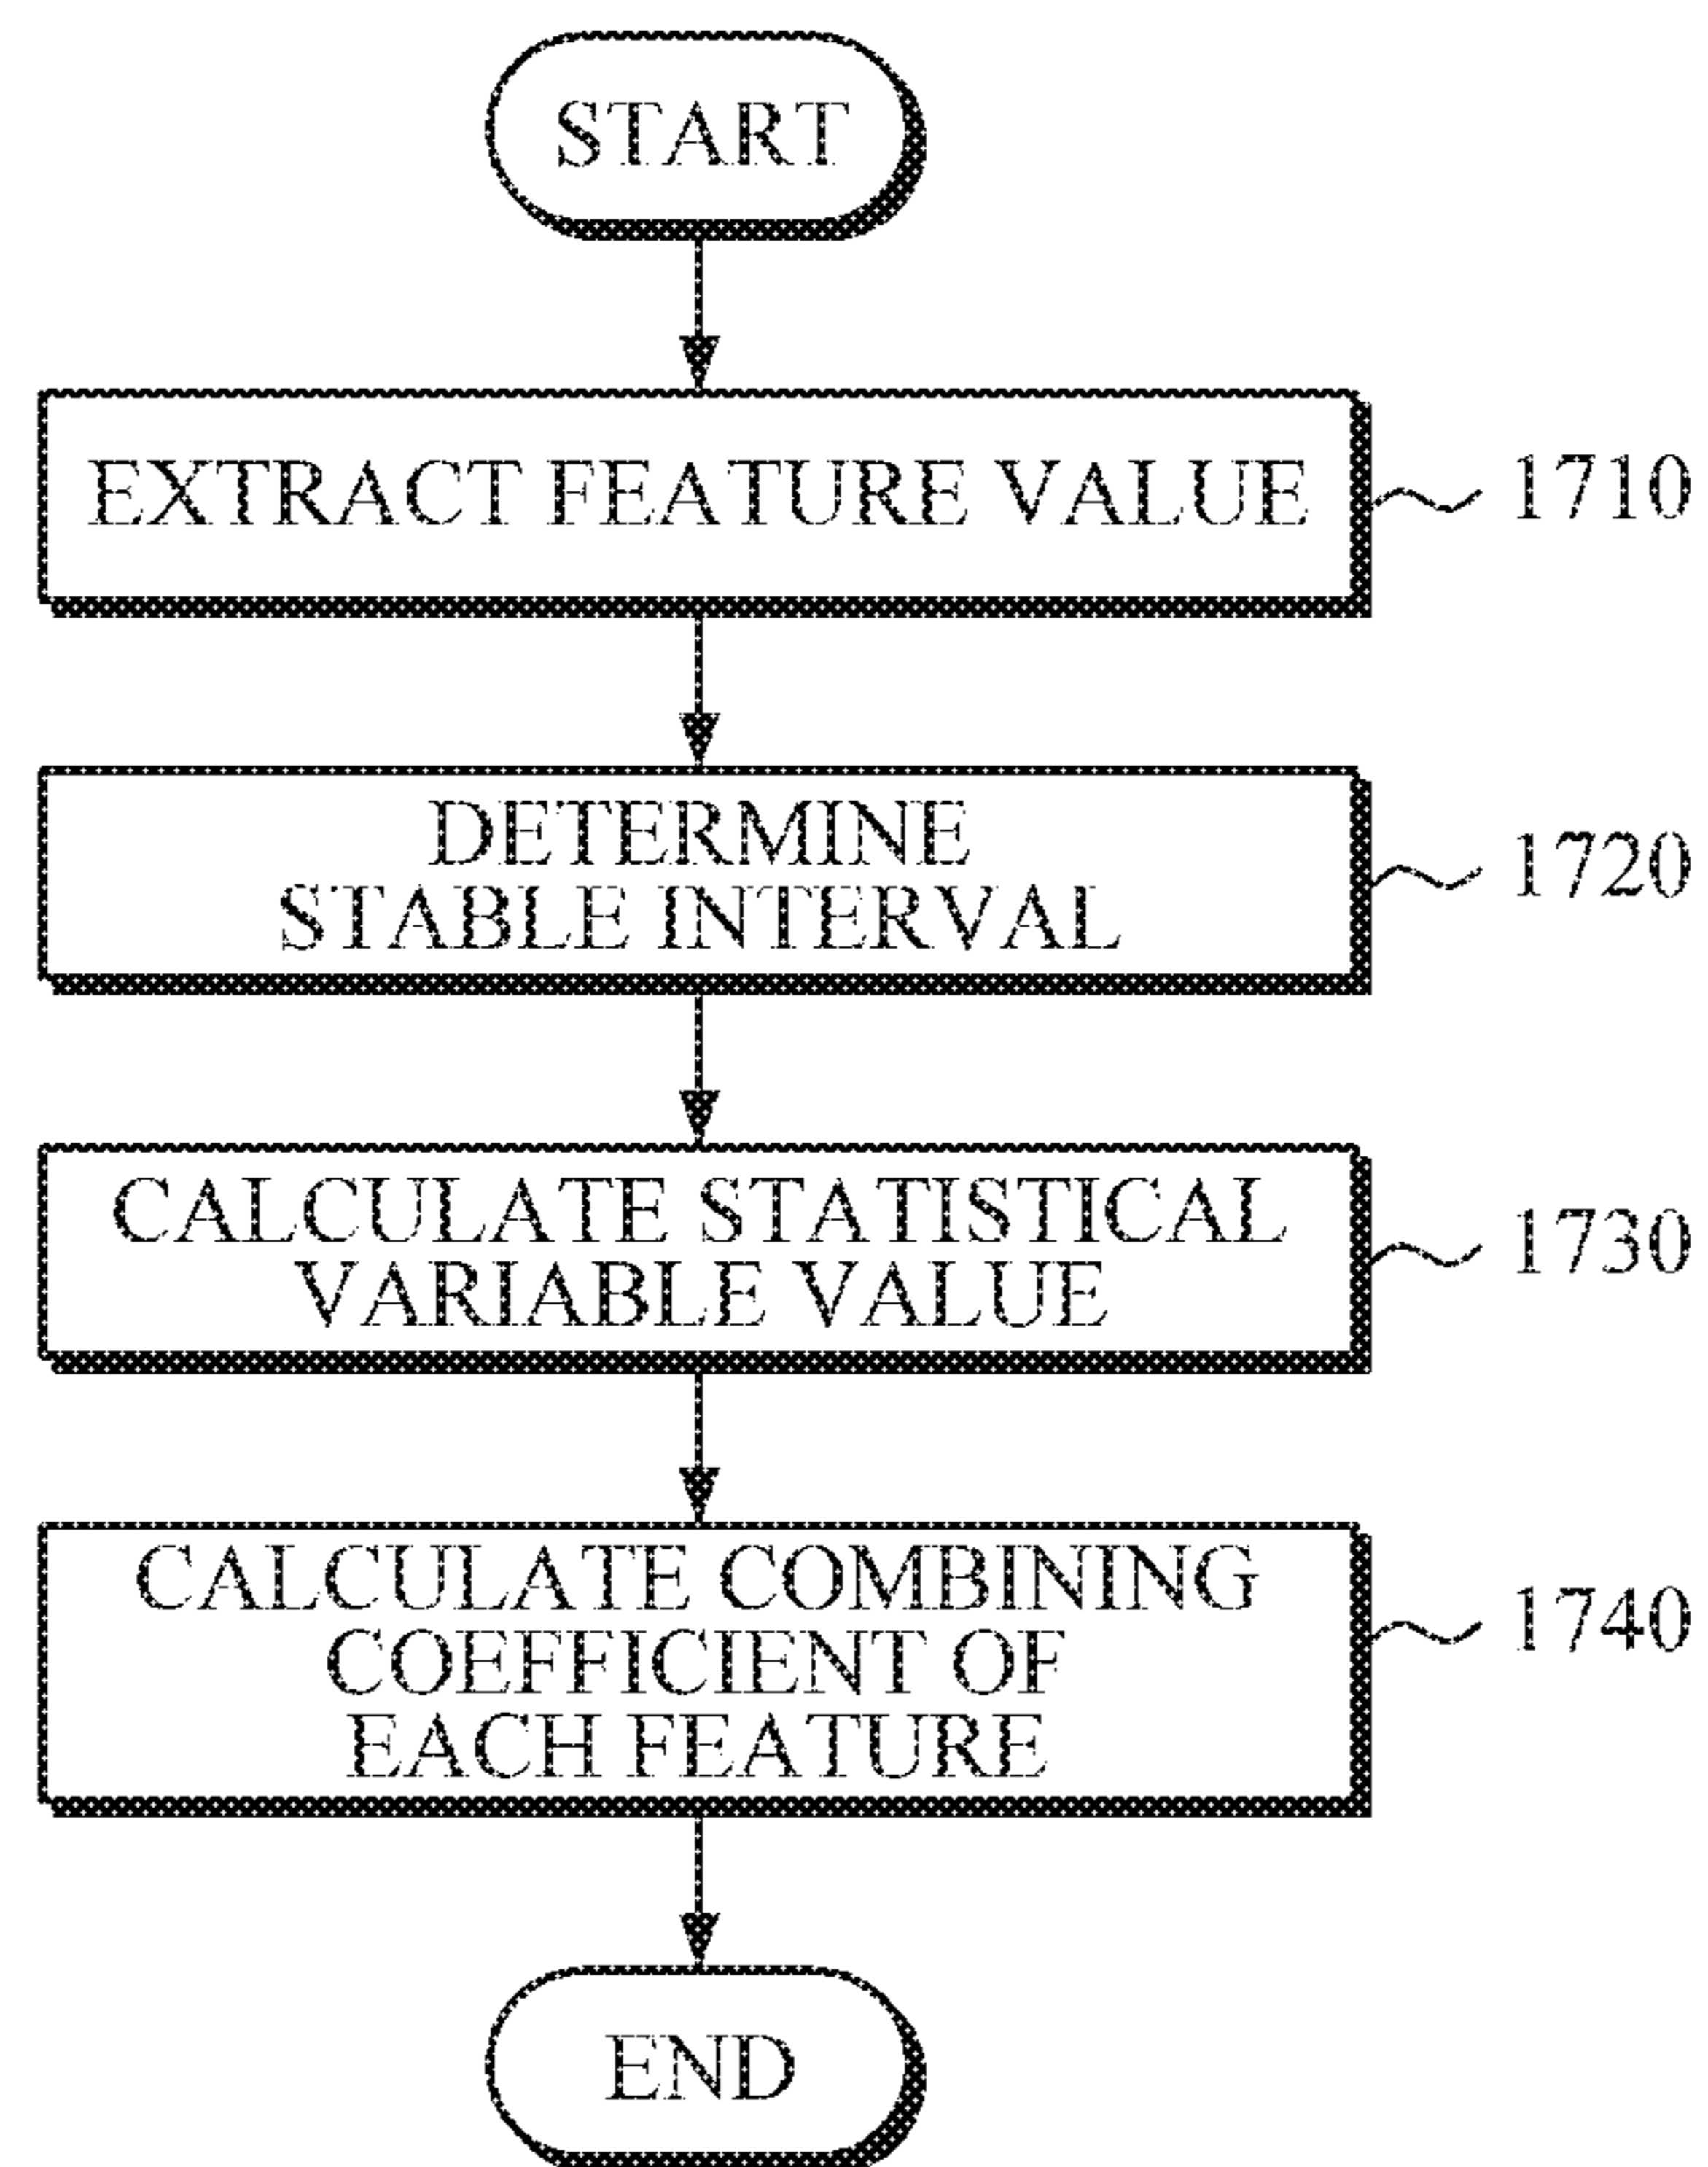 START
EXTRACT FEATURE VALUE
1710
DETERMINE
STABLE INTERVAL
1720
CALCULATE STATISTICAL
VARIABLE VALUE
1730
CALCULATE COMBINING
COEFFICIENT OF
EACH FEATURE
1740
END